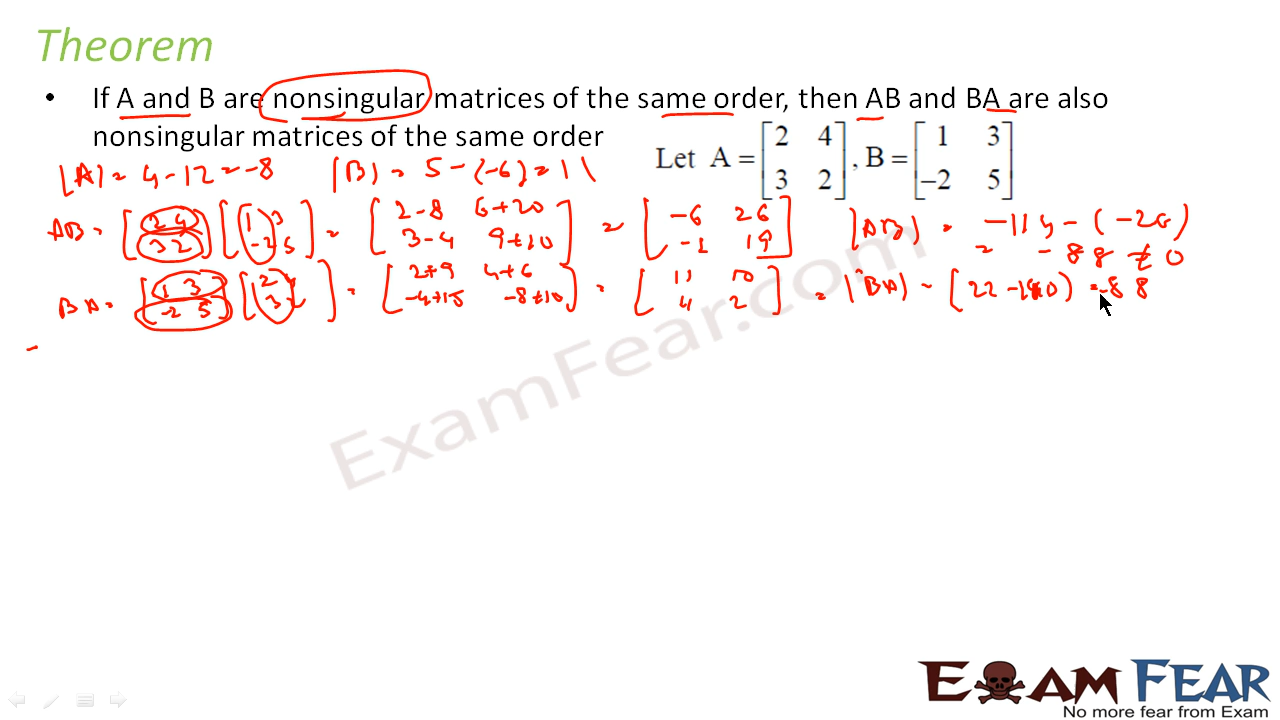 Theorem
• If A and B are nonsingular matrices of the same order, then AB and BA are also
nonsingular matrices of the same order
Let A = [2 4; 3 2], B = [1 3; −2 5]
|A| = 4 - 12 = -8 |B| = 5 - (-6) = 11
AB = [2 4; 3 2] [1 3; -2 5] = [2-8 6+20; 3-4 9+10] = [-6 26; -1 19] |AB| = -114 - (-26)
= -88 ≠ 0
BA = [1 3; -2 5] [2 4; 3 2] = [2+9 4+6; -4+15 -8+10] = [11 10; 4 2] = |BA| = [22 - 110) = -88
ExamFear.com
EXAM FEAR
No more fear from Exam